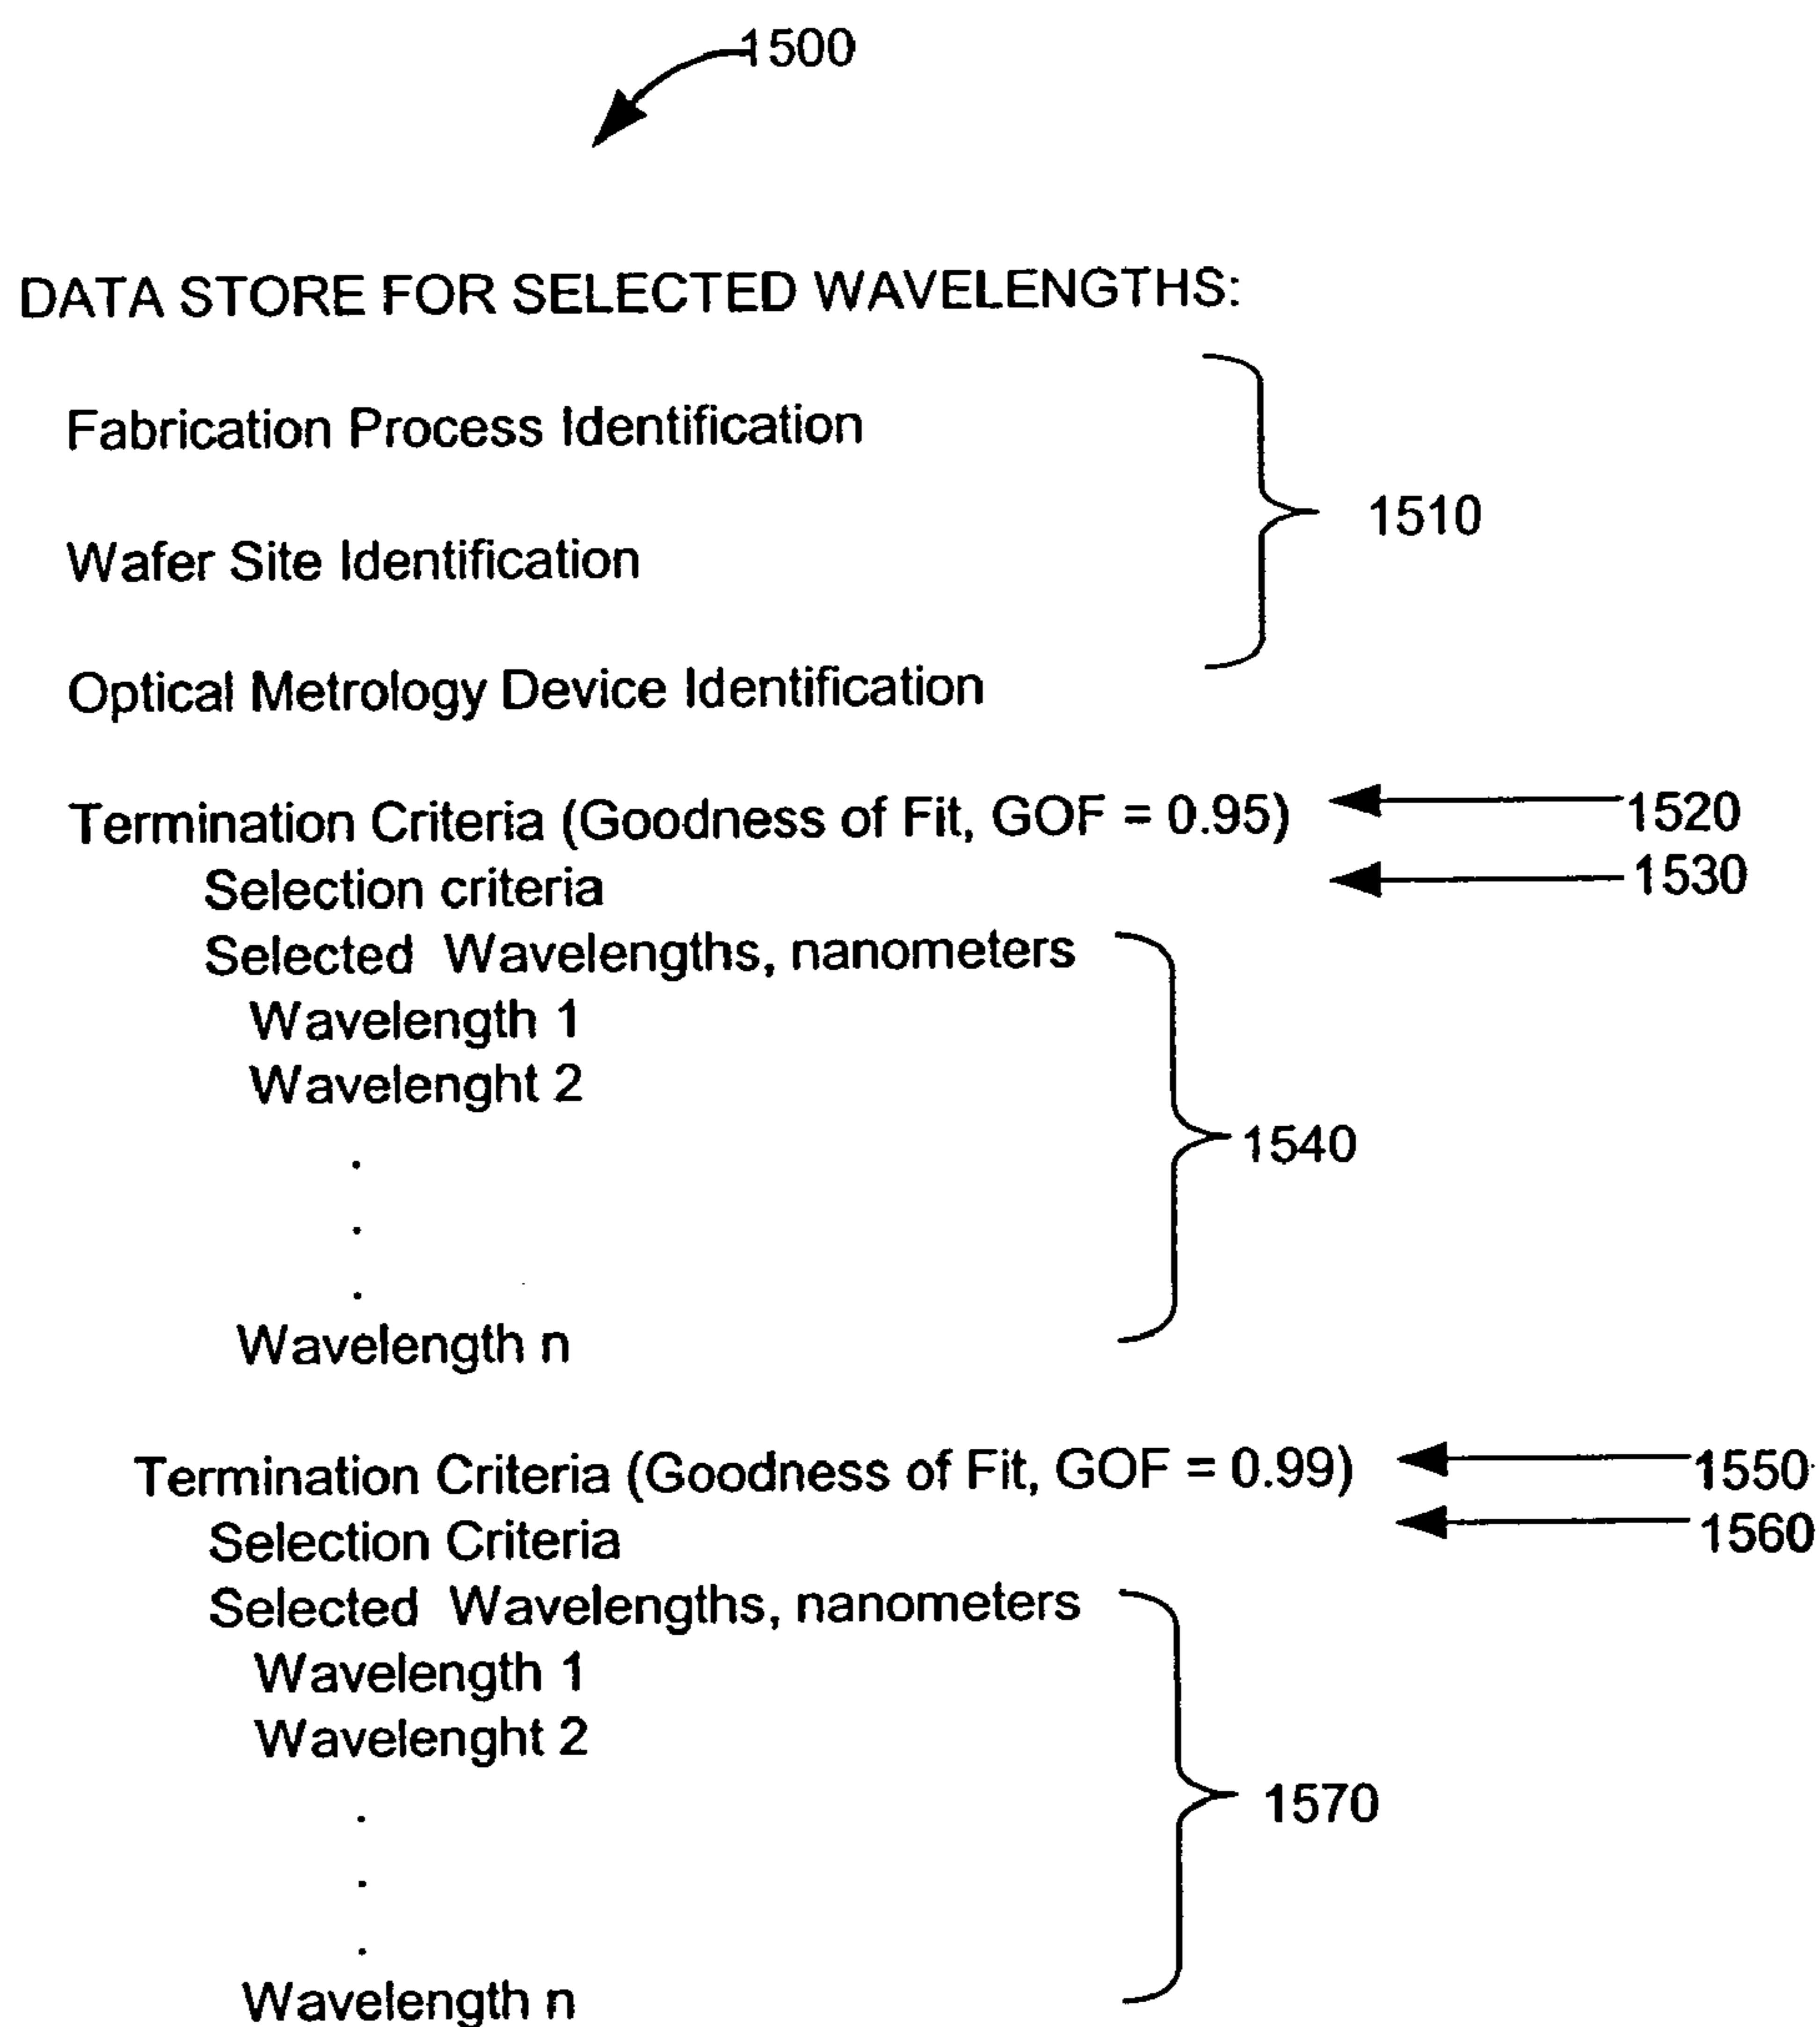 1500
DATA STORE FOR SELECTED WAVELENGTHS:
Fabrication Process Identification
1510
Wafer Site Identification
Optical Metrology Device Identification
Termination Criteria (Goodness of Fit, GOF = 0.95) 1520
Selection criteria 1530
Selected Wavelengths, nanometers
Wavelength 1
Wavelenght 2
1540
.
.
.
Wavelength n
Termination Criteria (Goodness of Fit, GOF = 0.99) 1550
Selection Criteria 1560
Selected Wavelengths, nanometers
Wavelength 1
Wavelenght 2
1570
.
.
.
Wavelength n